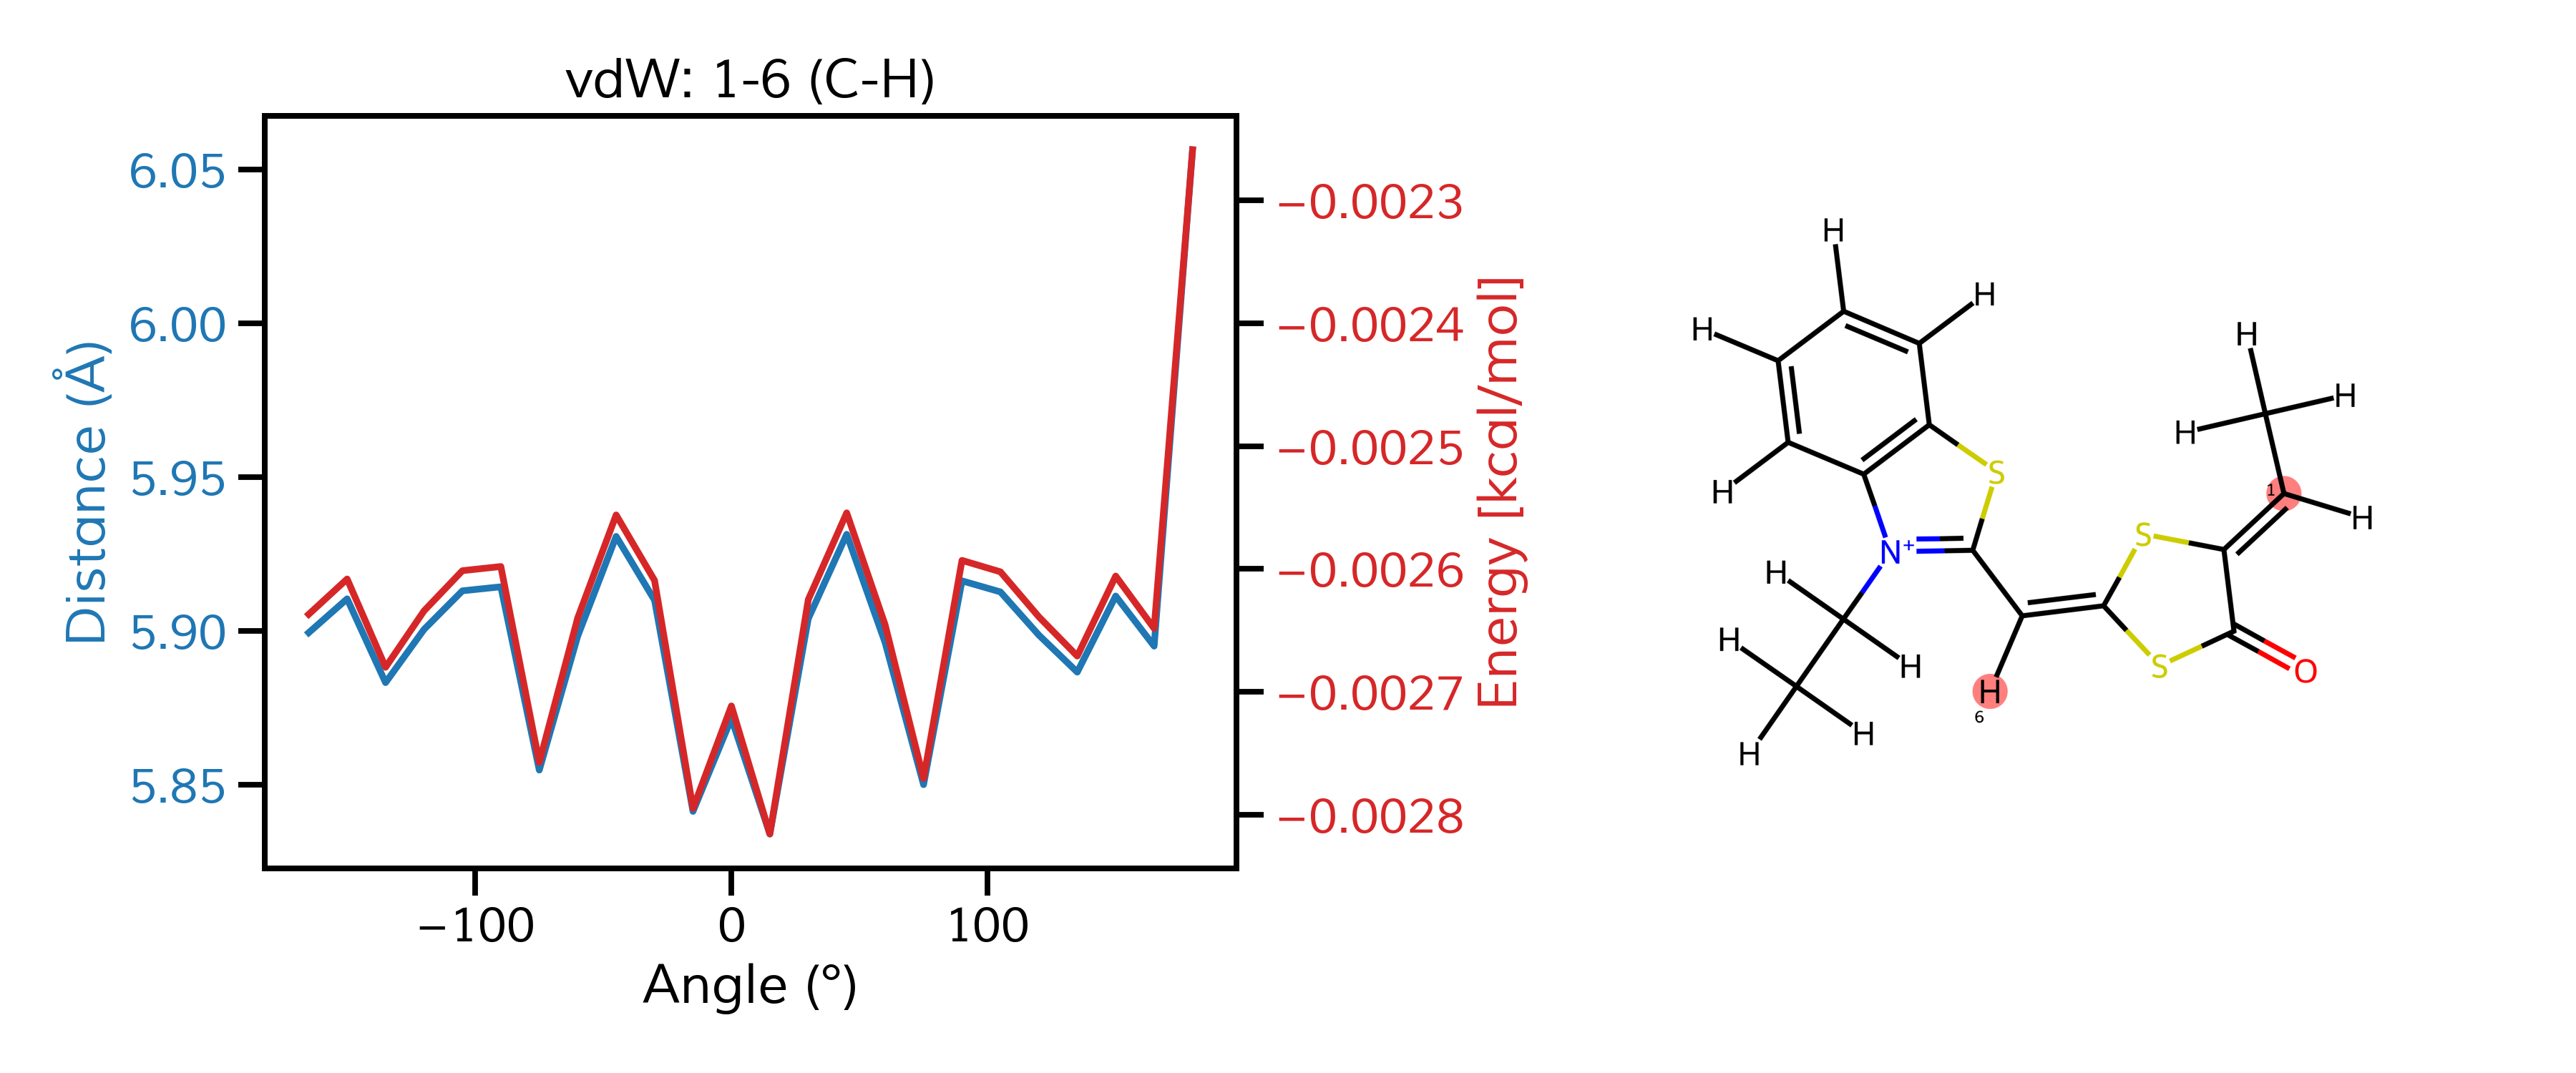 vdW: 1-6 (C-H)
6.05
6.00
5.95
5.90
5.85
Distance (Å)
−0.0023
−0.0024
−0.0025
−0.0026
−0.0027
−0.0028
Energy [kcal/mol]
−100 0 100
Angle (°)
H
H
H
H
H
H
H
S
1
H
S
N+
H
H
H
S
O
H
6
H
H